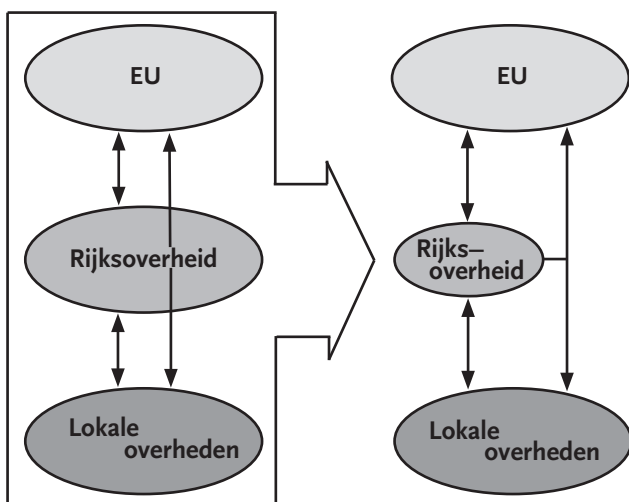 EU
Rijksoverheid
Lokale
overheden
EU
Rijks–
overheid
Lokale
overheden